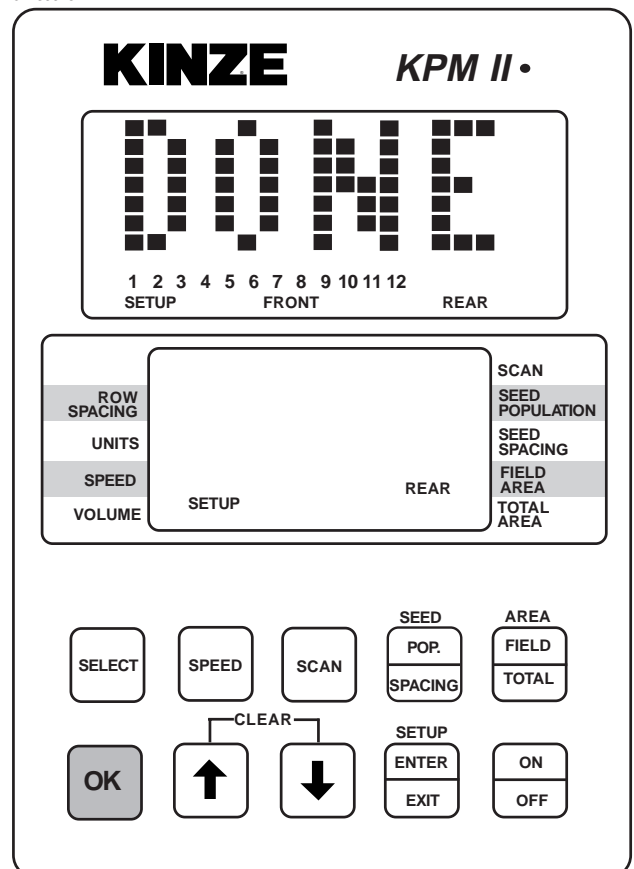 KINZE KPM II •
DONE
1 2 3 4 5 6 7 8 9 10 11 12
SETUP FRONT REAR
SCAN
ROW SPACING
SEED POPULATION
UNITS
SEED SPACING
SPEED
FIELD AREA
SETUP REAR
VOLUME
TOTAL AREA
SEED AREA
SELECT SPEED SCAN POP. FIELD
SPACING TOTAL
CLEAR
SETUP
OK ENTER ON
EXIT OFF